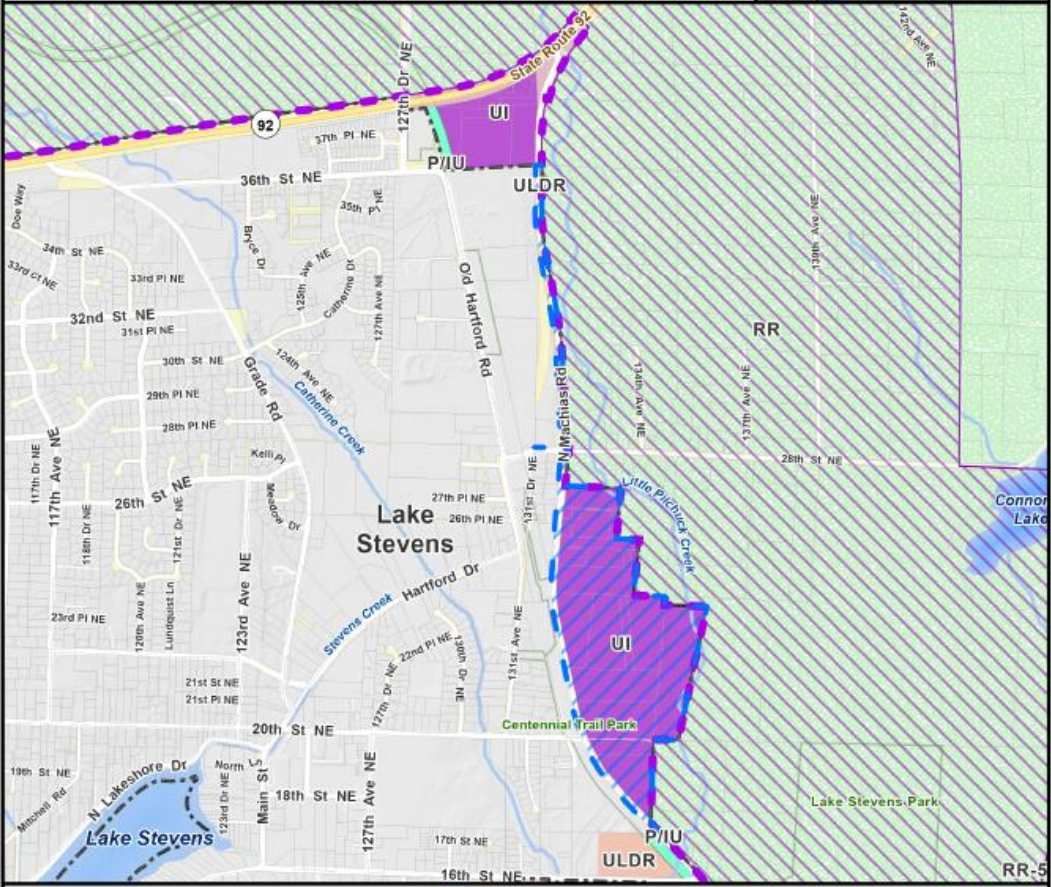 State Route 92
142nd Ave NE
127th Dr NE
UI
92
37th Pl NE
P/IU
36th St NE
ULDR
Doe Way
35th Pl NE
139th Ave NE
Bryce Dr
34th St NE
125th Ave NE
33rd ct NE
33rd Pl NE
Catherine Dr
127th Ave NE
Old Hartford Rd
32nd St NE
31st Pl NE
RR
30th St NE
124th Ave NE
Grade Rd
134th Ave NE
137th Ave NE
29th Pl NE
Catherine Creek
N Machias Rd
28th Pl NE
Kelli Pl
28th St NE
117th Dr NE
117th Ave NE
26th St NE
Meadow Dr
131st Dr NE
Little Pilchuck Creek
27th Pl NE
Connor
Lake
Lake
Stevens
26th Pl NE
118th Dr NE
121st Dr NE
Hartford Dr
Stevens Creek
120th Ave NE
Lundquist Ln
123rd Ave NE
23rd Pl NE
131st Ave NE
UI
22nd Pl NE
130th Dr NE
21st St NE
21st Pl NE
127th Dr NE
Centennial Trail Park
20th St NE
19th St NE
N Lakeshore Dr
North Ln
Mitchell Rd
123rd Dr NE
Main St
18th St NE
127th Ave NE
Lake Stevens Park
Lake Stevens
17th St NE
P/IU
ULDR
16th St NE
RR-5